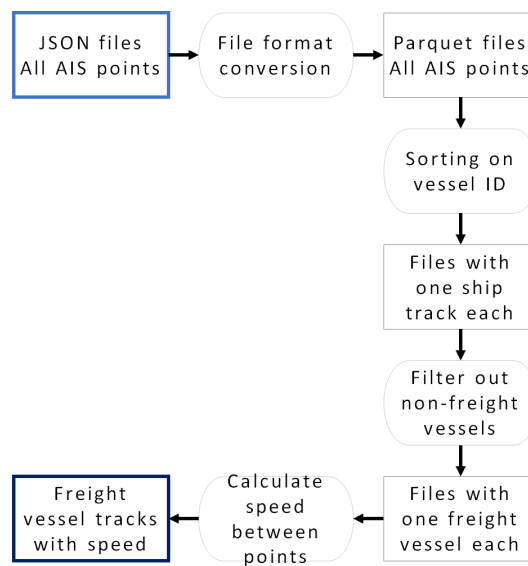 JSON files
All AIS points
File format
conversion
Parquet files
All AIS points
Sorting on
vessel ID
Files with
one ship
track each
Filter out
non-freight
vessels
Files with
one freight
vessel each
Calculate
speed
between
points
Freight
vessel tracks
with speed